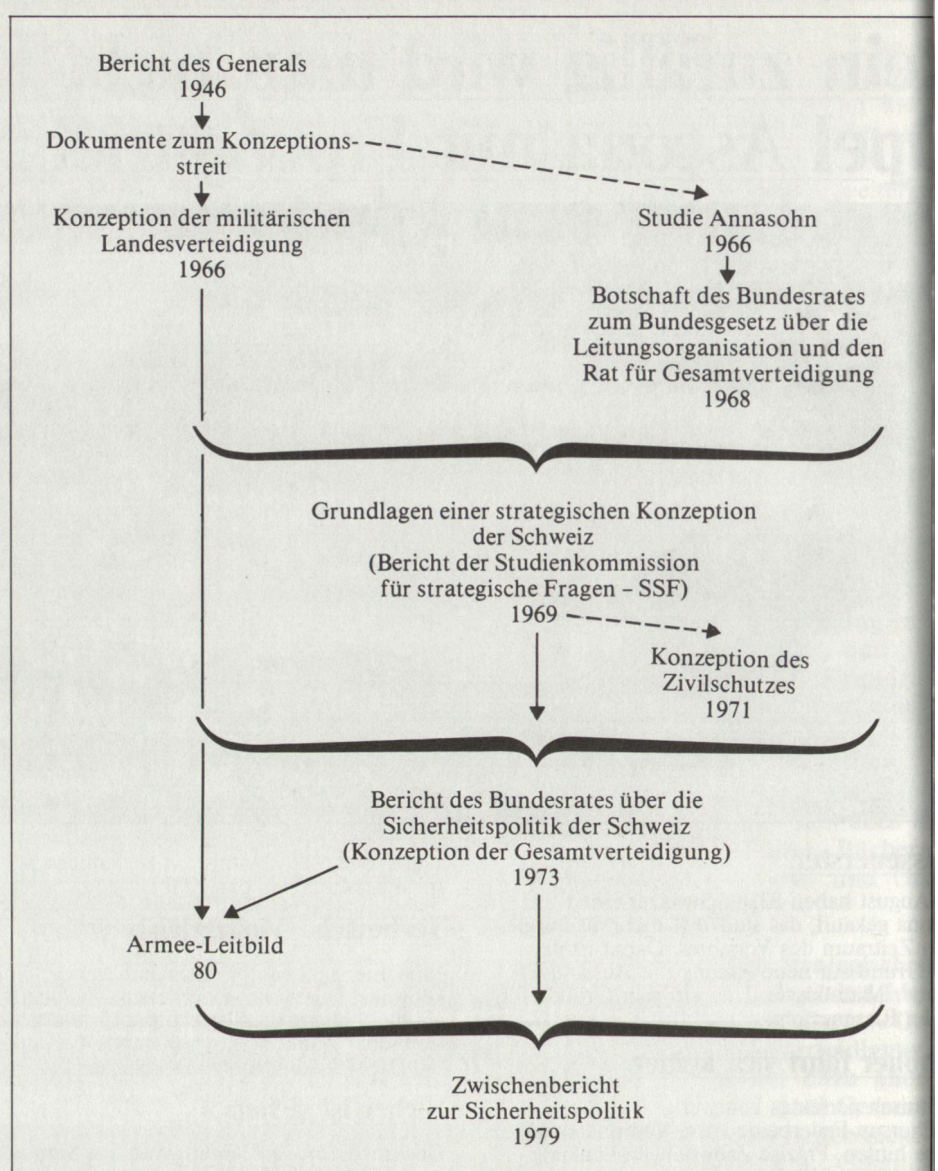 Bericht des Generals
1946
Dokumente zum Konzeptions-
streit
Konzeption der militärischen
Landesverteidigung
1966
Studie Annasohn
1966
Botschaft des Bundesrates
zum Bundesgesetz über die
Leitungsorganisation und den
Rat für Gesamtverteidigung
1968
Grundlagen einer strategischen Konzeption
der Schweiz
(Bericht der Studienkommission
für strategische Fragen – SSF)
1969
Konzeption des
Zivilschutzes
1971
Bericht des Bundesrates über die
Sicherheitspolitik der Schweiz
(Konzeption der Gesamtverteidigung)
1973
Armee-Leitbild
80
Zwischenbericht
zur Sicherheitspolitik
1979